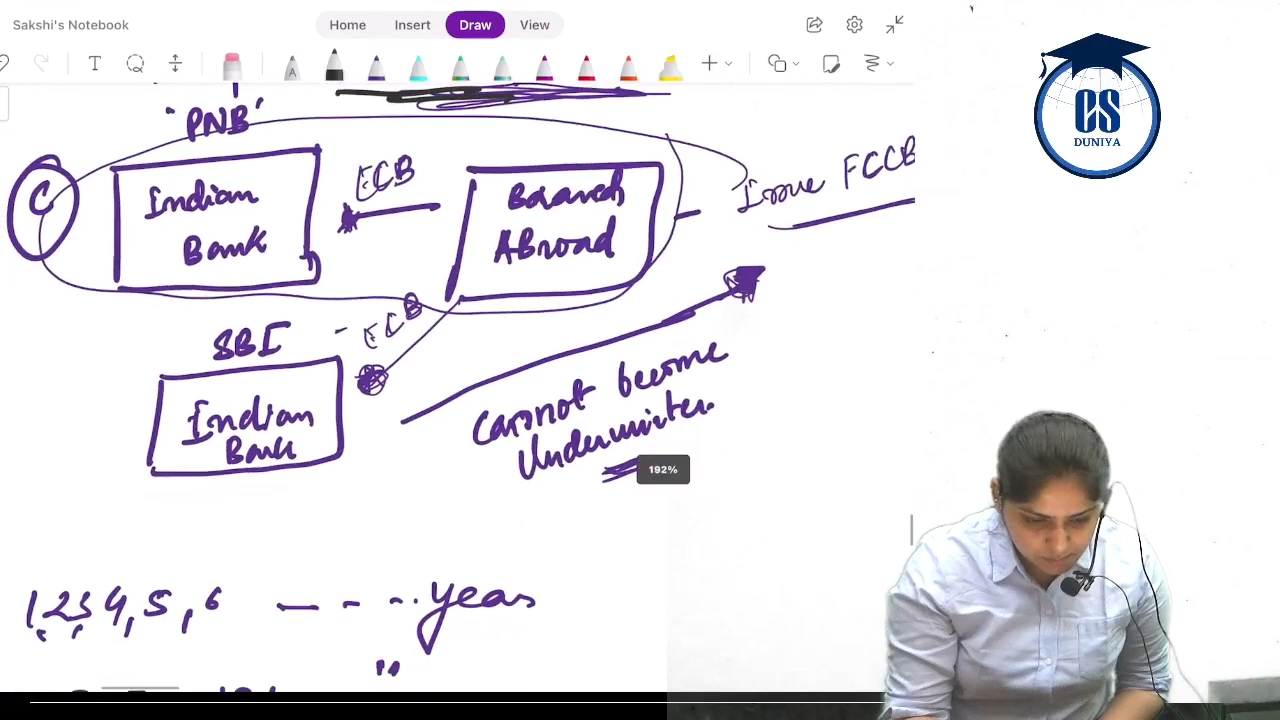 Sakshi's Notebook
Home Insert Draw View
T
A
CS
DUNIYA
"PNB"
C
Indian
Bank
ECB
Branch
Abroad
Issue FCCB
SBI
ECB
Indian
Bank
Cannot become
Underwriter.
192%
1 2 3 4, 5, 6 — - -.. years